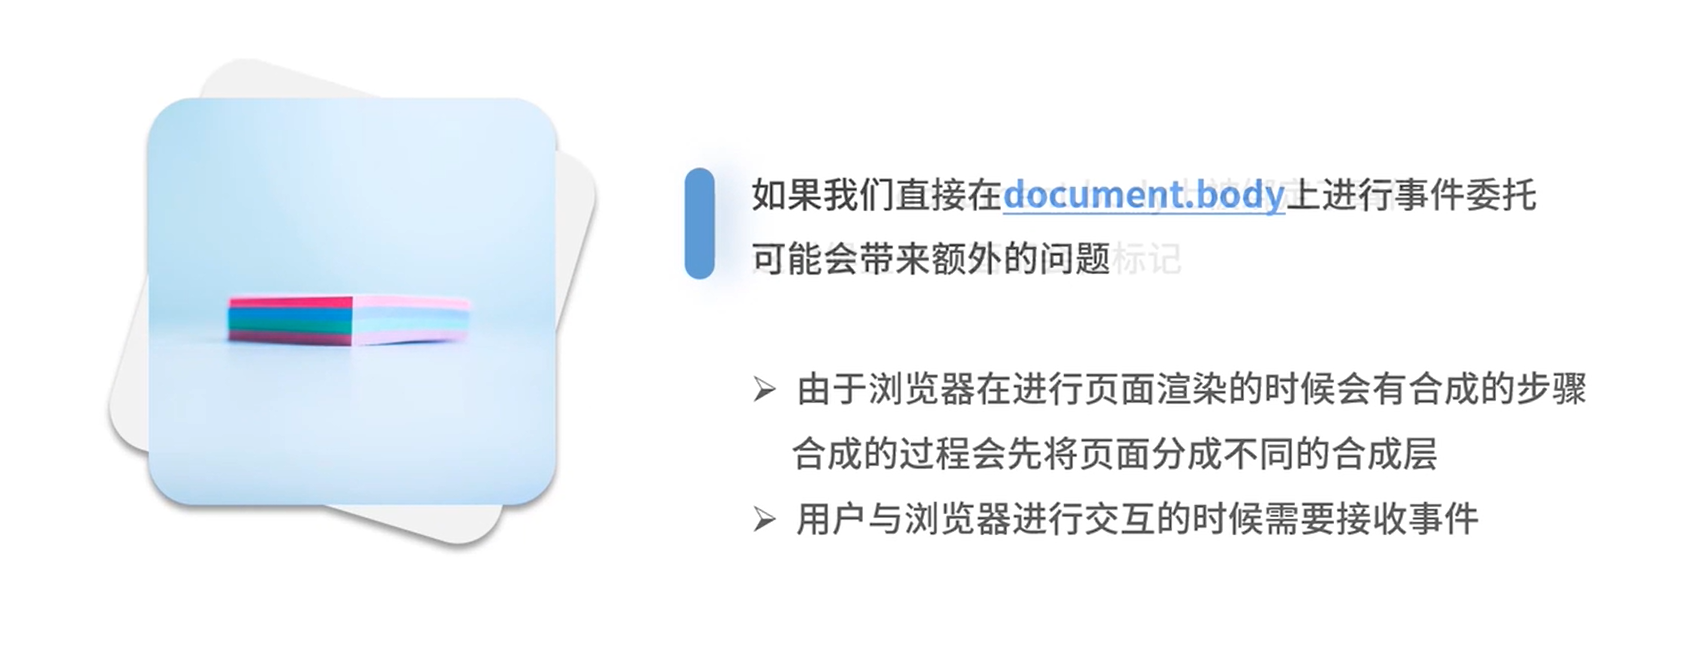 如果我们直接在document.body上进行事件委托
可能会带来额外的问题
标记
➢ 由于浏览器在进行页面渲染的时候会有合成的步骤
合成的过程会先将页面分成不同的合成层
➢ 用户与浏览器进行交互的时候需要接收事件